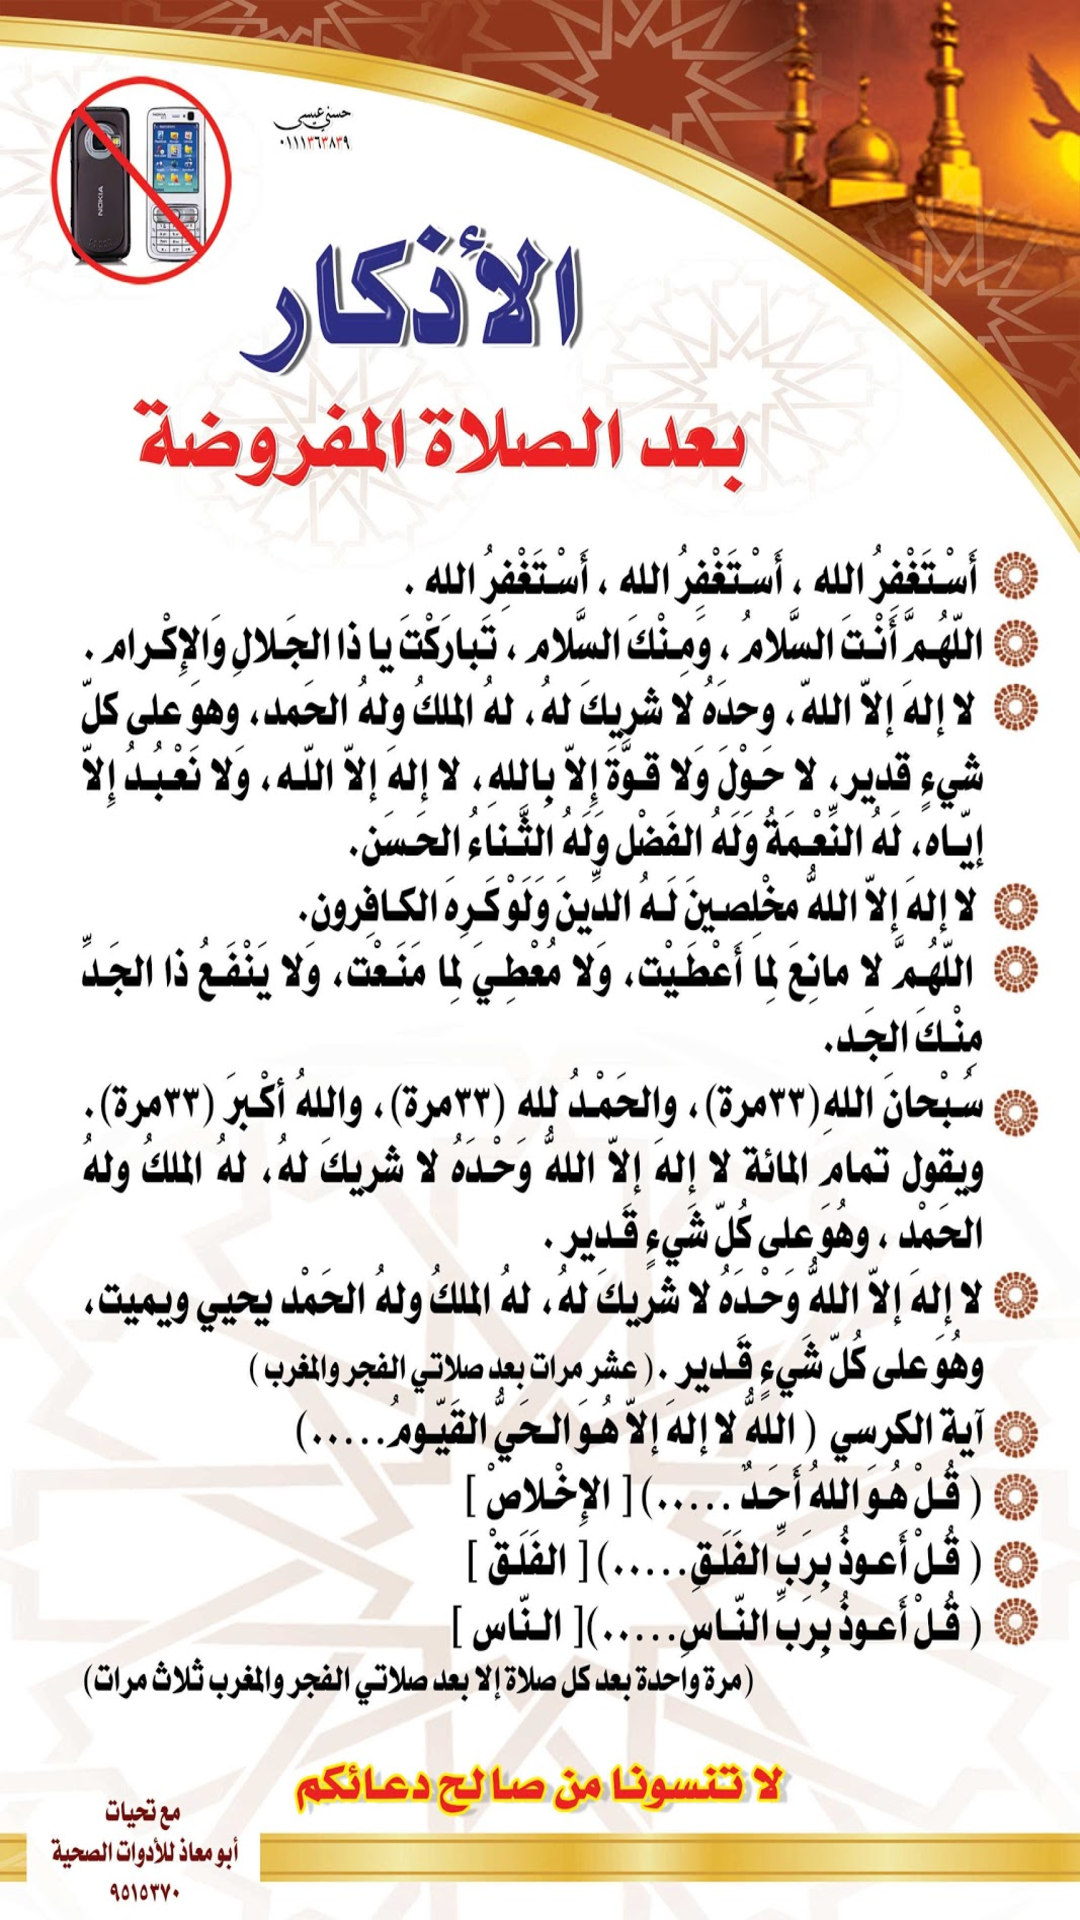 حسني عيسى
٠١١١٣٦٣٨٣٩
NOKIA
NOKIA
الأذكار
بعد الصلاة المفروضة
أَسْتَغْفِرُ الله ، أَسْتَغْفِرُ الله ، أَسْتَغْفِرُ الله .
اللّهُمَّ أَنْتَ السَّلامُ ، وَمِنْكَ السَّلام ، تَبارَكْتَ يا ذا الجَلالِ وَالإِكْرام .
لا إلهَ إلاّ اللهّ، وحدَهُ لا شريكَ لهُ، لهُ الملكُ ولهُ الحَمد، وهوَ على كلّ
شيءٍ قدير، لا حَوْلَ وَلا قوَّةَ إِلاّ بِاللهِ، لا إلهَ إلاّ اللّه، وَلا نَعْبُدُ إِلاّ
إيّاه، لَهُ النِّعْمَةُ وَلَهُ الفَضْل وَلَهُ الثَّناءُ الحَسَن.
لا إلهَ إلاّ اللهُّ مخْلِصينَ لَهُ الدِّينَ وَلَوْ كَرِهَ الكافِرون.
اللّهُمَّ لا مانِعَ لِما أَعْطَيْت، وَلا مُعْطِيَ لِما مَنَعْت، وَلا يَنْفَعُ ذا الجَدِّ
مِنْكَ الجَد.
سُبْحانَ اللهِ(٣٣مرة)، والحَمْدُ لله (٣٣مرة)، واللهُ أكْبرَ (٣٣مرة).
ويقول تمام المائة لا إلهَ إلاّ اللهُّ وَحْدَهُ لا شريكَ لهُ، لهُ الملكُ ولهُ
الحَمْد ، وهُوَ على كُلّ شَيءٍ قَدير .
لا إلهَ إلاّ اللهُّ وَحْدَهُ لا شريكَ لهُ، لهُ الملكُ ولهُ الحَمْد يحيي ويميت،
وهُوَ على كُلّ شَيءٍ قَدير .( عشر مرات بعد صلاتي الفجر والمغرب )
آية الكرسي ( اللهُّ لا إلهَ إلاّ هُوَ الحَيُّ القَيّومُ.....)
( قُلْ هُوَ اللهُ أَحَدٌ .....)[ الإِخْلاصْ ]
( قُلْ أَعوذُ بِرَبِّ الفَلَقِ.....)[ الفَلَقْ ]
( قُلْ أَعوذُ بِرَبِّ النّاسِ.....)[ النّاس ]
(مرة واحدة بعد كل صلاة إلا بعد صلاتي الفجر والمغرب ثلاث مرات)
لا تنسونا من صالح دعائكم
مع تحيات
أبو معاذ للأدوات الصحية
٩٥١٥٣٧٠